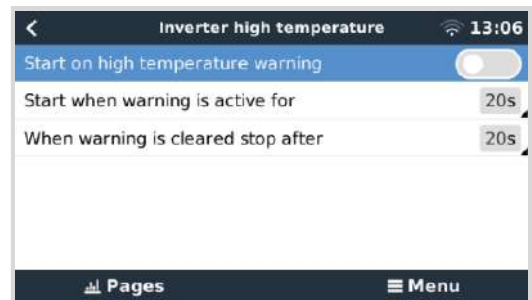 Inverter high temperature 13:06
Start on high temperature warning
Start when warning is active for 20s
When warning is cleared stop after 20s
Pages Menu